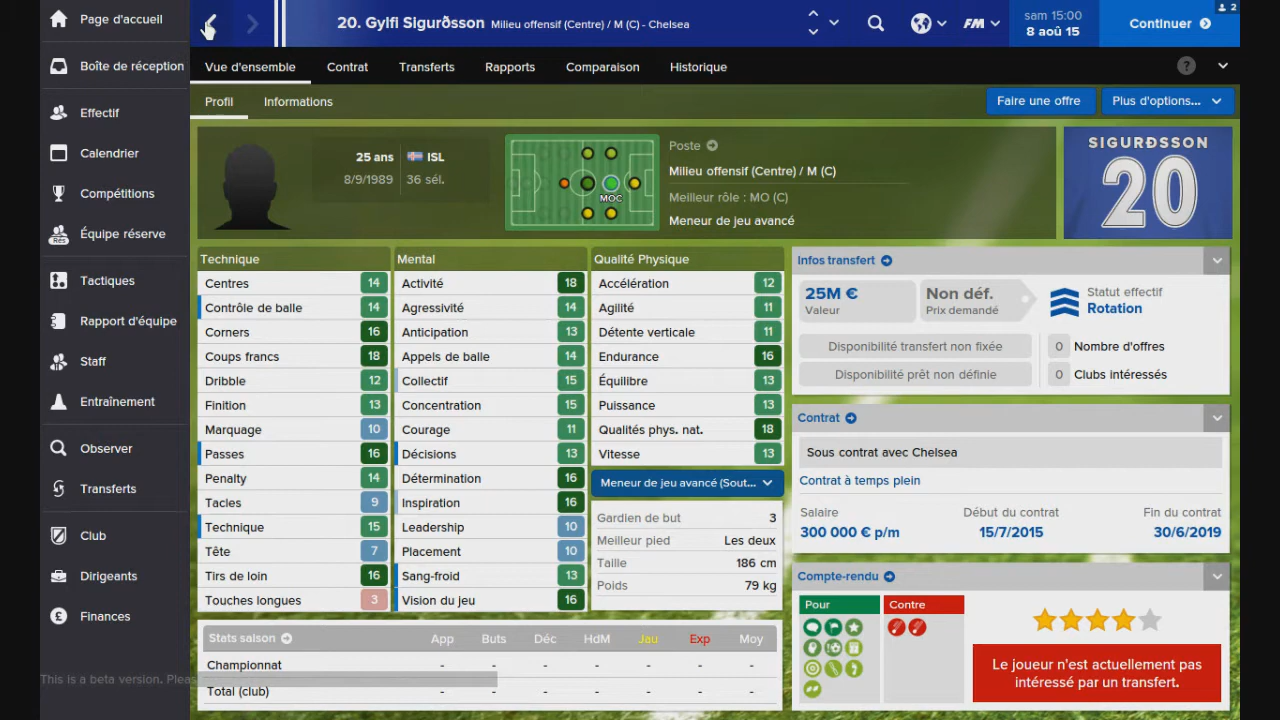 Page d'accueil
Boîte de réception
Effectif
Calendrier
Compétitions
Rés
Équipe réserve
Tactiques
Rapport d'équipe
Staff
Entraînement
Observer
Transferts
Club
Dirigeants
Finances
This is a beta version. Pleas
20. Gylfi Sigurðsson Milieu offensif (Centre) / M (C) - Chelsea
FM
sam 15:00
8 aoû 15
Continuer
2
Vue d'ensemble Contrat Transferts Rapports Comparaison Historique
?
Profil Informations
Faire une offre
Plus d'options...
25 ans ISL
8/9/1989 36 sél.
MOC
Poste
Milieu offensif (Centre) / M (C)
Meilleur rôle : MO (C)
Meneur de jeu avancé
SIGURÐSSON
20
Technique
Centres 14
Contrôle de balle 14
Corners 16
Coups francs 18
Dribble 12
Finition 13
Marquage 10
Passes 16
Penalty 14
Tacles 9
Technique 15
Tête 7
Tirs de loin 16
Touches longues 3
Mental
Activité 18
Agressivité 14
Anticipation 13
Appels de balle 14
Collectif 15
Concentration 15
Courage 11
Décisions 13
Détermination 16
Inspiration 16
Leadership 10
Placement 10
Sang-froid 13
Vision du jeu 16
Qualité Physique
Accélération 12
Agilité 11
Détente verticale 11
Endurance 16
Équilibre 13
Puissance 13
Qualités phys. nat. 18
Vitesse 13
Meneur de jeu avancé (Sout...
Gardien de but 3
Meilleur pied Les deux
Taille 186 cm
Poids 79 kg
Stats saison App Buts Déc HdM Jau Exp Moy
Championnat - - - - - - -
Total (club) - - - - - - -
Infos transfert
25M €
Valeur
Non déf.
Prix demandé
Statut effectif
Rotation
Disponibilité transfert non fixée
0 Nombre d'offres
Disponibilité prêt non définie
0 Clubs intéressés
Contrat
Sous contrat avec Chelsea
Contrat à temps plein
Salaire Début du contrat Fin du contrat
300 000 € p/m 15/7/2015 30/6/2019
Compte-rendu
Pour
Contre
Le joueur n'est actuellement pas
intéressé par un transfert.